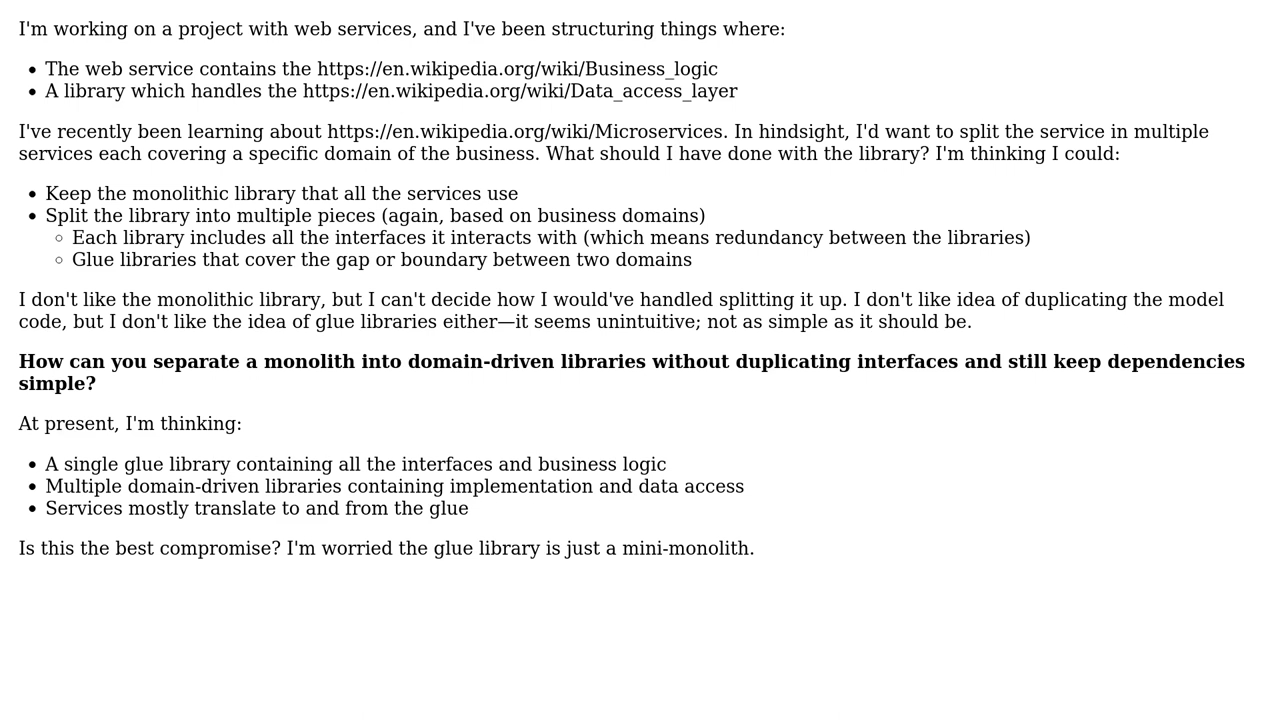 I'm working on a project with web services, and I've been structuring things where:
• The web service contains the https://en.wikipedia.org/wiki/Business_logic
• A library which handles the https://en.wikipedia.org/wiki/Data_access_layer
I've recently been learning about https://en.wikipedia.org/wiki/Microservices. In hindsight, I'd want to split the service in multiple
services each covering a specific domain of the business. What should I have done with the library? I'm thinking I could:
• Keep the monolithic library that all the services use
• Split the library into multiple pieces (again, based on business domains)
◦ Each library includes all the interfaces it interacts with (which means redundancy between the libraries)
◦ Glue libraries that cover the gap or boundary between two domains
I don't like the monolithic library, but I can't decide how I would've handled splitting it up. I don't like idea of duplicating the model
code, but I don't like the idea of glue libraries either—it seems unintuitive; not as simple as it should be.
How can you separate a monolith into domain-driven libraries without duplicating interfaces and still keep dependencies
simple?
At present, I'm thinking:
• A single glue library containing all the interfaces and business logic
• Multiple domain-driven libraries containing implementation and data access
• Services mostly translate to and from the glue
Is this the best compromise? I'm worried the glue library is just a mini-monolith.